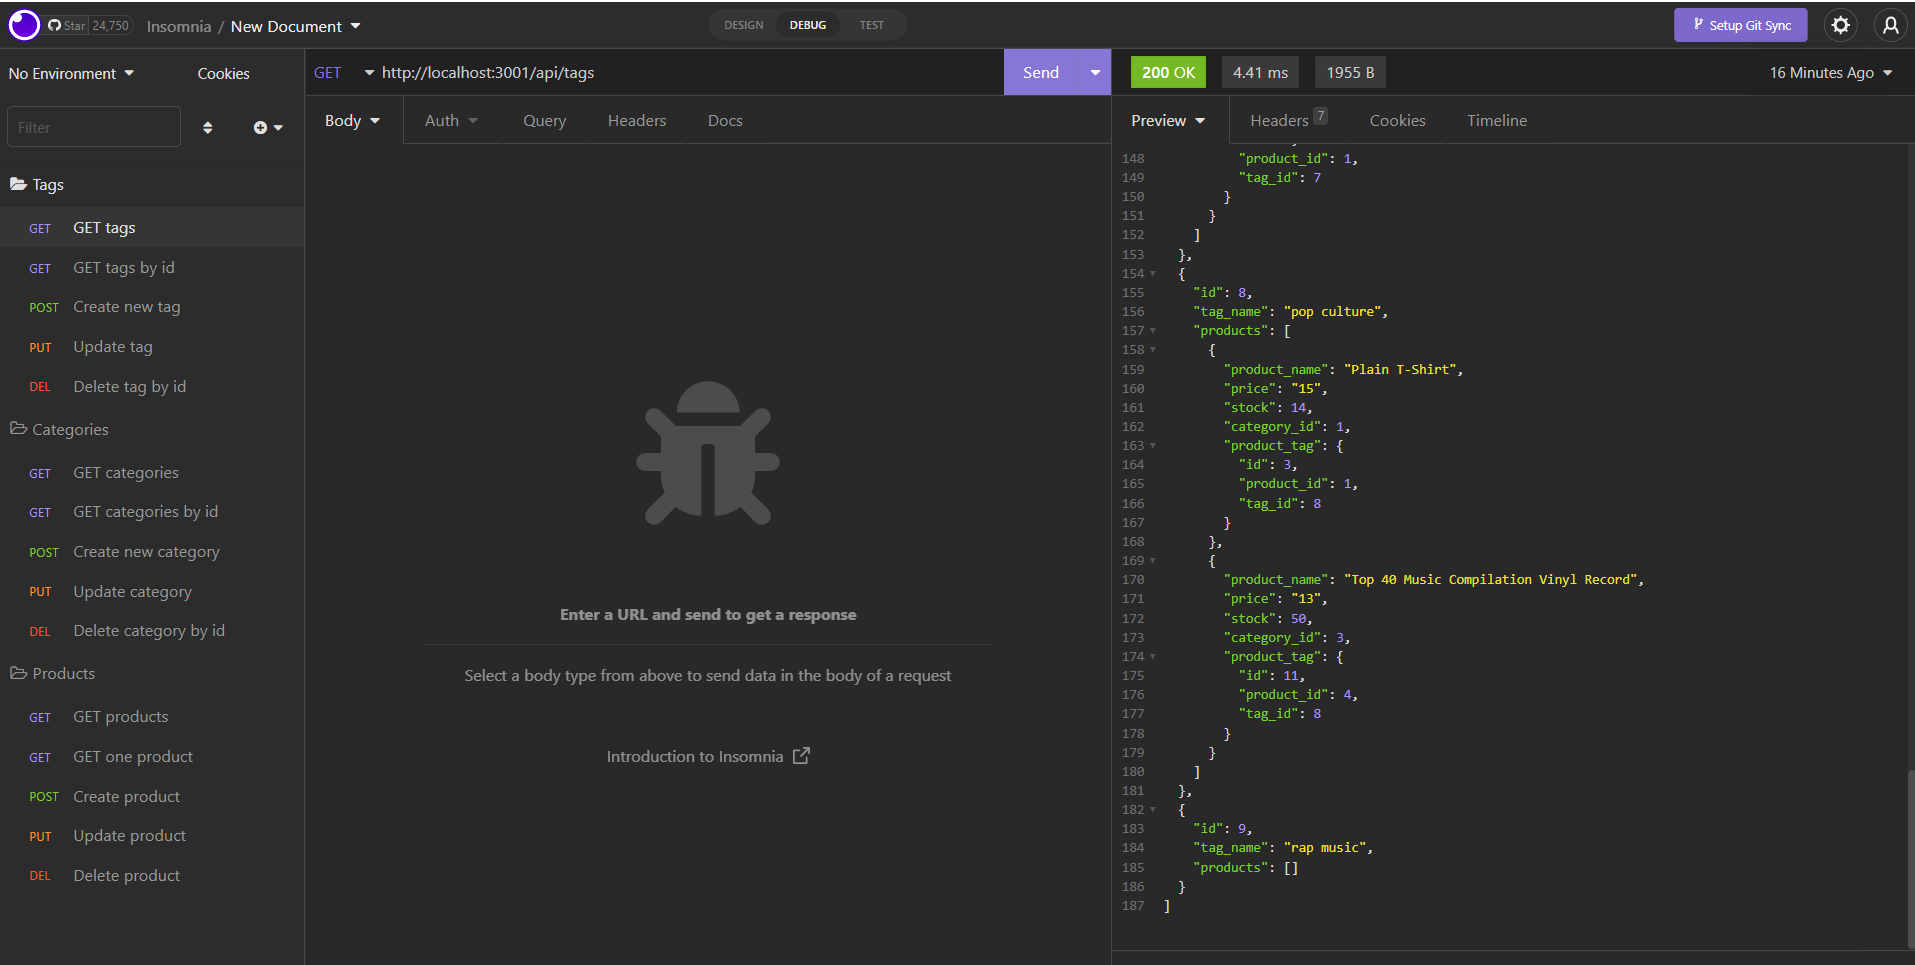 Star 24,750 Insomnia / New Document
DESIGN DEBUG TEST
Setup Git Sync
No Environment Cookies
Filter
Tags
GET GET tags
GET GET tags by id
POST Create new tag
PUT Update tag
DEL Delete tag by id
Categories
GET GET categories
GET GET categories by id
POST Create new category
PUT Update category
DEL Delete category by id
Products
GET GET products
GET GET one product
POST Create product
PUT Update product
DEL Delete product
GET http://localhost:3001/api/tags Send
Body Auth Query Headers Docs
Enter a URL and send to get a response
Select a body type from above to send data in the body of a request
Introduction to Insomnia
200 OK 4.41 ms 1955 B 16 Minutes Ago
Preview Headers 7 Cookies Timeline
148 "product_id": 1,
149 "tag_id": 7
150 }
151 }
152 ]
153 },
154 {
155 "id": 8,
156 "tag_name": "pop culture",
157 "products": [
158 {
159 "product_name": "Plain T-Shirt",
160 "price": "15",
161 "stock": 14,
162 "category_id": 1,
163 "product_tag": {
164 "id": 3,
165 "product_id": 1,
166 "tag_id": 8
167 }
168 },
169 {
170 "product_name": "Top 40 Music Compilation Vinyl Record",
171 "price": "13",
172 "stock": 50,
173 "category_id": 3,
174 "product_tag": {
175 "id": 11,
176 "product_id": 4,
177 "tag_id": 8
178 }
179 }
180 ]
181 },
182 {
183 "id": 9,
184 "tag_name": "rap music",
185 "products": []
186 }
187 ]